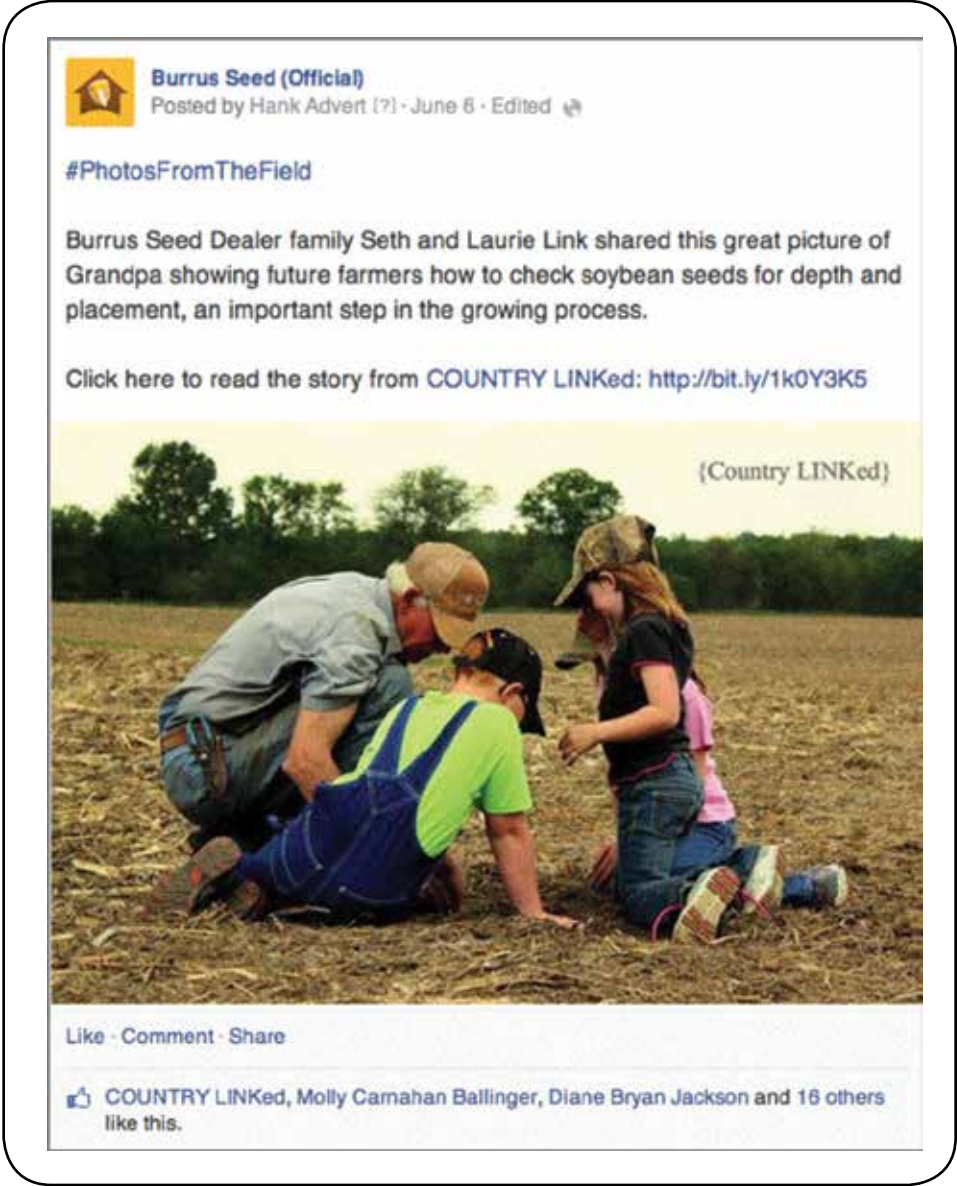 Burrus Seed (Official)
Posted by Hank Advert [?] · June 6 · Edited
#PhotosFromTheField
Burrus Seed Dealer family Seth and Laurie Link shared this great picture of
Grandpa showing future farmers how to check soybean seeds for depth and
placement, an important step in the growing process.
Click here to read the story from COUNTRY LINKed: http://bit.ly/1k0Y3K5
{Country LINKed}
Like · Comment · Share
COUNTRY LINKed, Molly Carnahan Ballinger, Diane Bryan Jackson and 16 others
like this.